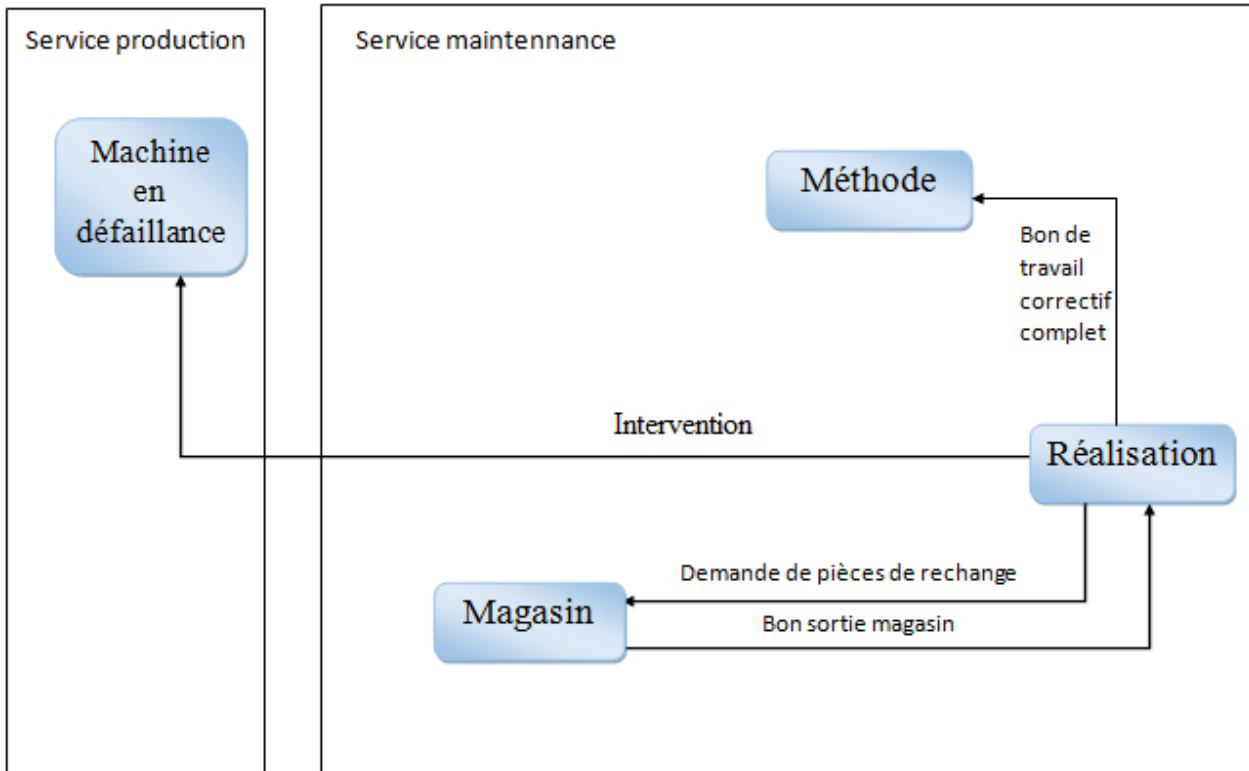 Service production
Service maintennance
Machine
en
défaillance
Méthode
Bon de
travail
correctif
complet
Intervention
Réalisation
Demande de pièces de rechange
Magasin
Bon sortie magasin